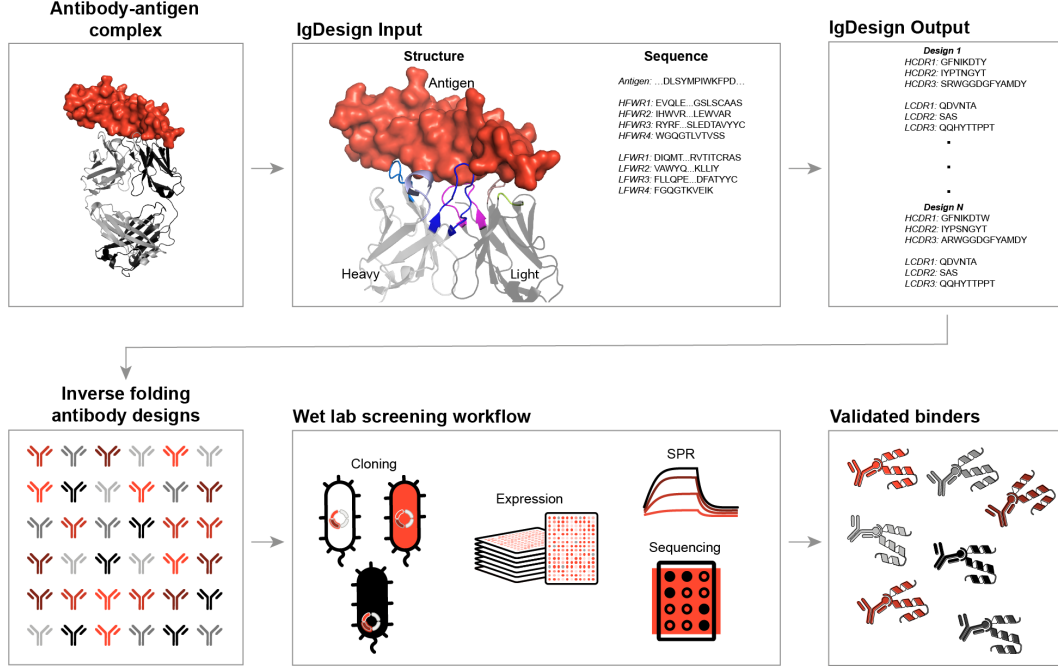 Antibody-antigen
complex
IgDesign Input
Structure
Antigen
Heavy
Light
Sequence
Antigen: ...DLSYMPIWKFPD...
HFWR1: EVQLE...GSLSCAAS
HFWR2: IHWVR...LEWVAR
HFWR3: RYRF...SLEDTAVYYC
HFWR4: WGQGTLVTVSS
LFWR1: DIQMT...RVTITCRAS
LFWR2: VAWYQ...KLLIY
LFWR3: FLLQPE...DFATYYC
LFWR4: FGQGTKVEIK
IgDesign Output
Design 1
HCDR1: GFNIKDTY
HCDR2: IYPTNGYT
HCDR3: SRWGGDGFYAMDY
LCDR1: QDVNTA
LCDR2: SAS
LCDR3: QQHYTTPPT
Design N
HCDR1: GFNIKDTW
HCDR2: IYPSNGYT
HCDR3: ARWGGDGFYAMDY
LCDR1: QDVNTA
LCDR2: SAS
LCDR3: QQHYTTPPT
Inverse folding
antibody designs
Wet lab screening workflow
Cloning
Expression
SPR
Sequencing
Validated binders